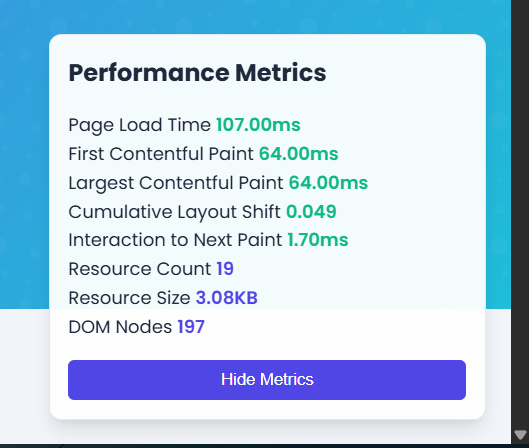 Performance Metrics
Page Load Time 107.00ms
First Contentful Paint 64.00ms
Largest Contentful Paint 64.00ms
Cumulative Layout Shift 0.049
Interaction to Next Paint 1.70ms
Resource Count 19
Resource Size 3.08KB
DOM Nodes 197
Hide Metrics